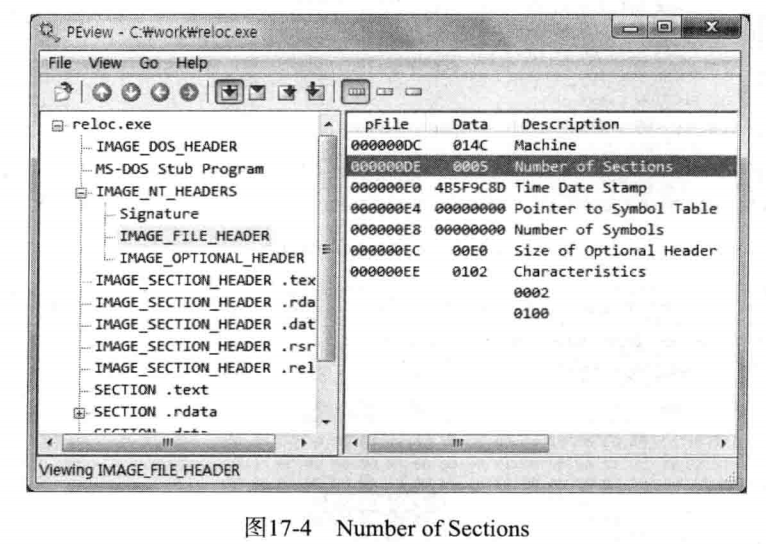 PEview - C:₩work₩reloc.exe
File View Go Help
reloc.exe
IMAGE_DOS_HEADER
MS-DOS Stub Program
IMAGE_NT_HEADERS
Signature
IMAGE_FILE_HEADER
IMAGE_OPTIONAL_HEADER
IMAGE_SECTION_HEADER .tex
IMAGE_SECTION_HEADER .rda
IMAGE_SECTION_HEADER .dat
IMAGE_SECTION_HEADER .rsr
IMAGE_SECTION_HEADER .rel
SECTION .text
SECTION .rdata
pFile Data Description
000000DC 014C Machine
000000DE 0005 Number of Sections
000000E0 4B5F9C8D Time Date Stamp
000000E4 00000000 Pointer to Symbol Table
000000E8 00000000 Number of Symbols
000000EC 00E0 Size of Optional Header
000000EE 0102 Characteristics
0002
0100
Viewing IMAGE_FILE_HEADER
图17-4 Number of Sections